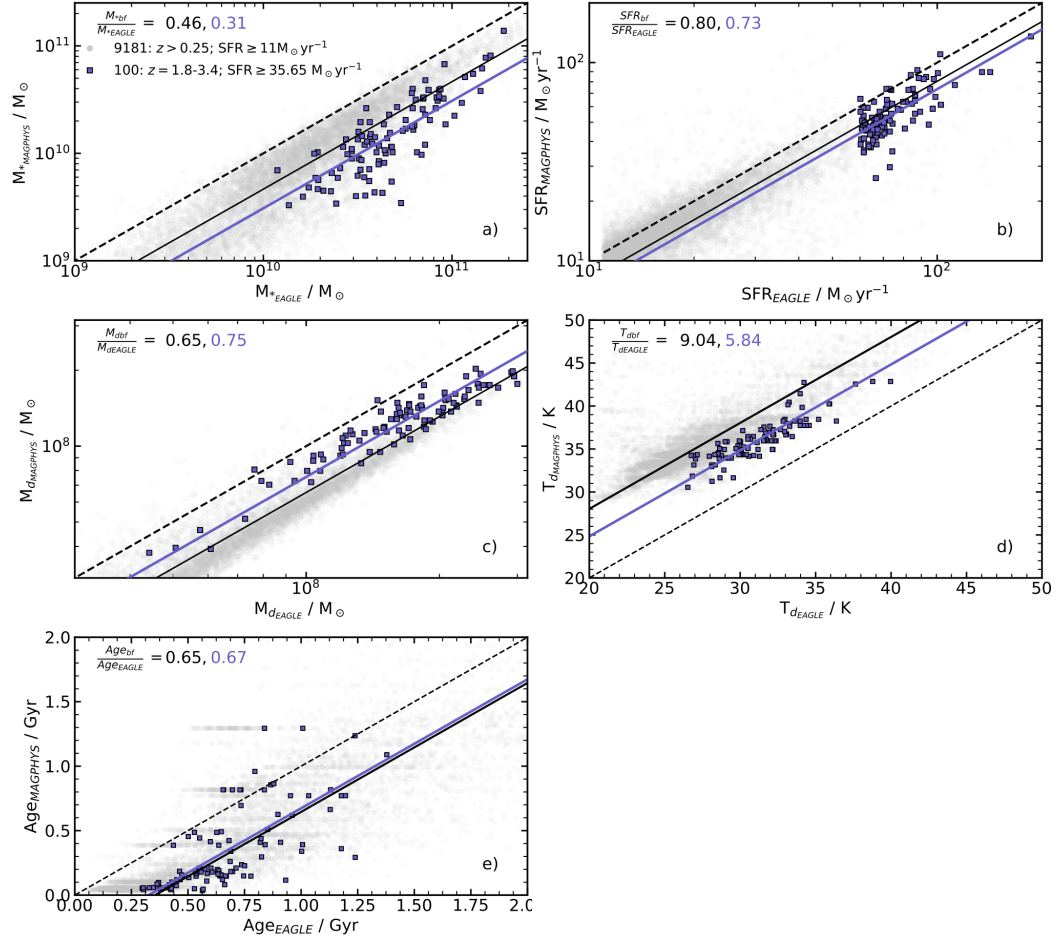 M*bf / M*EAGLE = 0.46, 0.31
9181: z > 0.25; SFR ≥ 11M⊙yr⁻¹
100: z = 1.8-3.4; SFR ≥ 35.65 M⊙yr⁻¹
10¹¹
10¹⁰
10⁹
M*MAGPHYS / M⊙
a)
10⁹ 10¹⁰ 10¹¹
M*EAGLE / M⊙
SFRbf / SFREAGLE = 0.80, 0.73
10²
10¹
SFRMAGPHYS / M⊙yr⁻¹
b)
10¹ 10²
SFREAGLE / M⊙yr⁻¹
Mdbf / MdEAGLE = 0.65, 0.75
10⁸
MdMAGPHYS / M⊙
c)
10⁸
MdEAGLE / M⊙
Tdbf / TdEAGLE = 9.04, 5.84
50
45
40
35
30
25
20
TdMAGPHYS / K
d)
20 25 30 35 40 45 50
TdEAGLE / K
Agebf / AgeEAGLE = 0.65, 0.67
2.0
1.5
1.0
0.5
0.0
AgeMAGPHYS / Gyr
e)
0.00 0.25 0.50 0.75 1.00 1.25 1.50 1.75 2.0
AgeEAGLE / Gyr